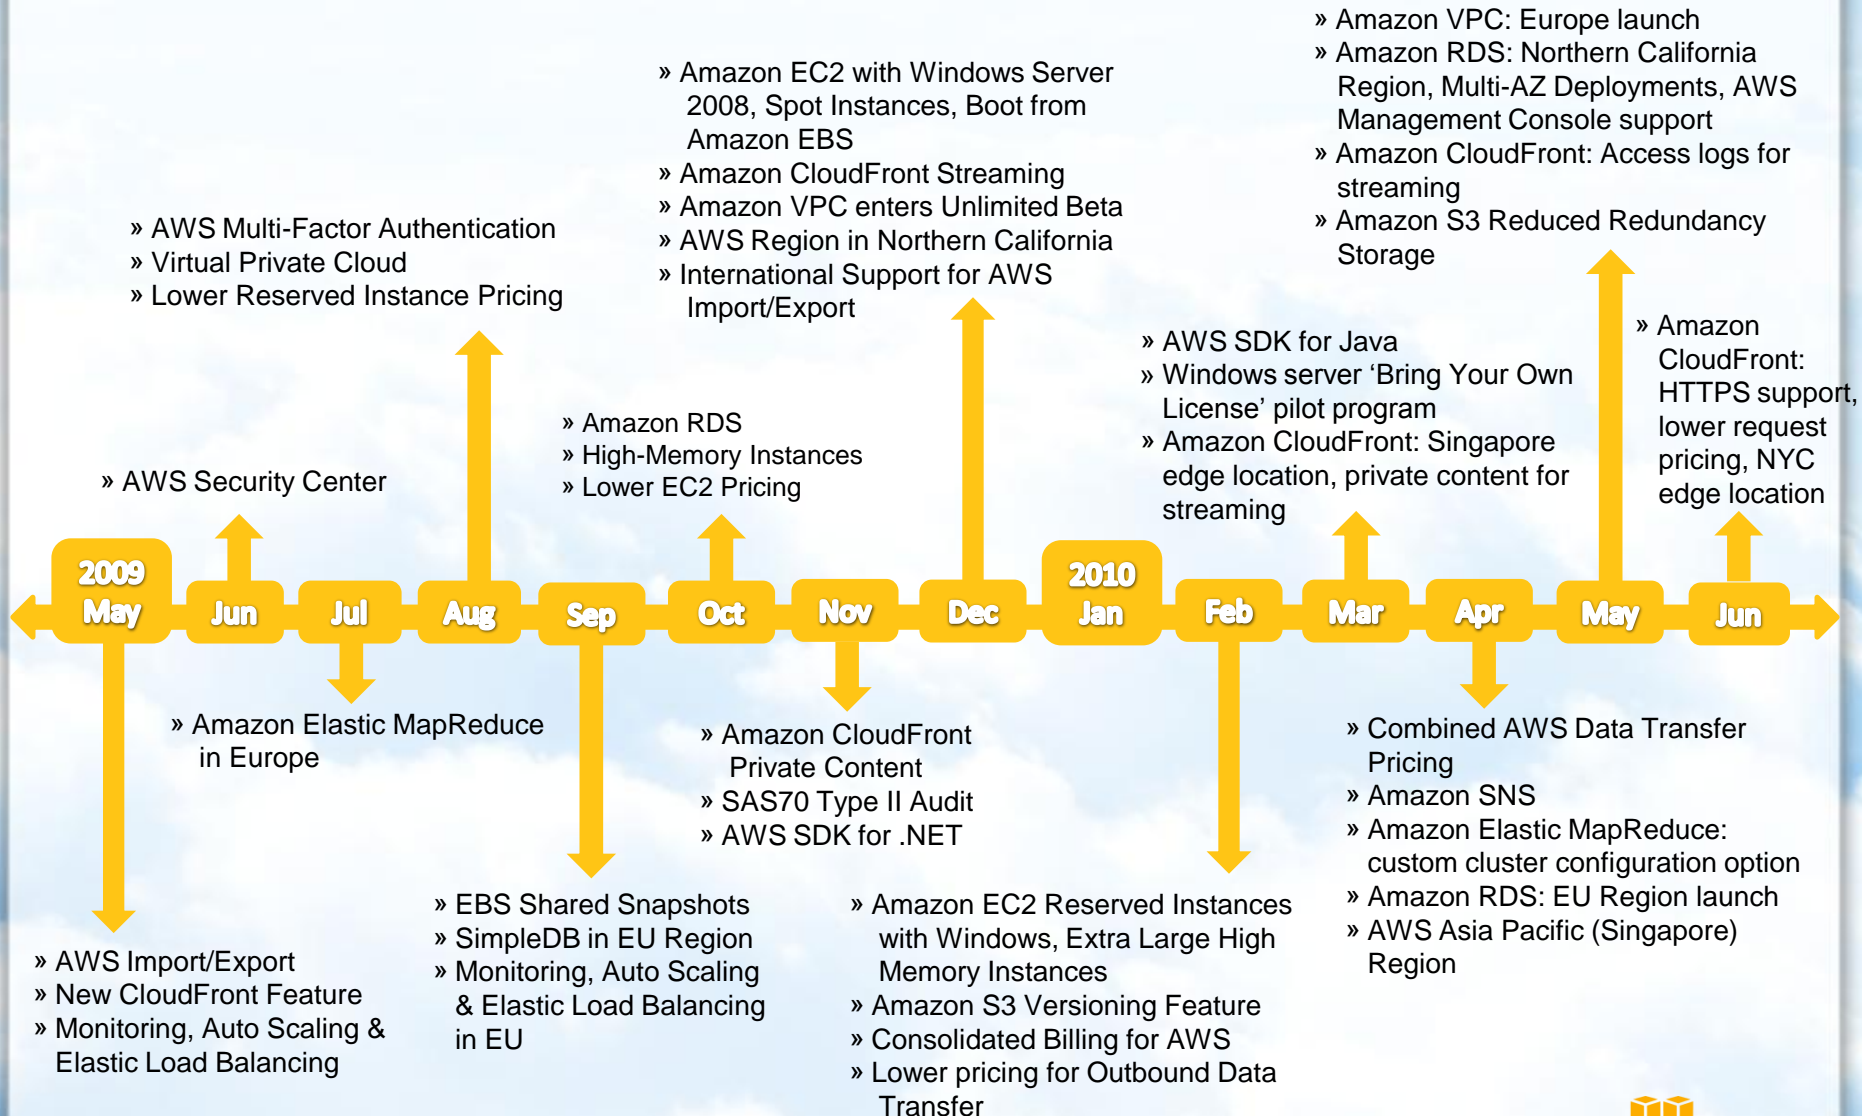 » Amazon VPC: Europe launch
» Amazon RDS: Northern California
Region, Multi-AZ Deployments, AWS
Management Console support
» Amazon CloudFront: Access logs for
streaming
» Amazon S3 Reduced Redundancy
Storage
» Amazon EC2 with Windows Server
2008, Spot Instances, Boot from
Amazon EBS
» Amazon CloudFront Streaming
» Amazon VPC enters Unlimited Beta
» AWS Region in Northern California
» International Support for AWS
Import/Export
» AWS Multi-Factor Authentication
» Virtual Private Cloud
» Lower Reserved Instance Pricing
» Amazon
CloudFront:
HTTPS support,
lower request
pricing, NYC
edge location
» AWS SDK for Java
» Windows server ‘Bring Your Own
License’ pilot program
» Amazon CloudFront: Singapore
edge location, private content for
streaming
» Amazon RDS
» High-Memory Instances
» Lower EC2 Pricing
» AWS Security Center
2009
May
Jun
Jul
Aug
Sep
Oct
Nov
Dec
2010
Jan
Feb
Mar
Apr
May
Jun
» Amazon Elastic MapReduce
in Europe
» Amazon CloudFront
Private Content
» SAS70 Type II Audit
» AWS SDK for .NET
» Combined AWS Data Transfer
Pricing
» Amazon SNS
» Amazon Elastic MapReduce:
custom cluster configuration option
» Amazon RDS: EU Region launch
» AWS Asia Pacific (Singapore)
Region
» AWS Import/Export
» New CloudFront Feature
» Monitoring, Auto Scaling &
Elastic Load Balancing
» EBS Shared Snapshots
» SimpleDB in EU Region
» Monitoring, Auto Scaling
& Elastic Load Balancing
in EU
» Amazon EC2 Reserved Instances
with Windows, Extra Large High
Memory Instances
» Amazon S3 Versioning Feature
» Consolidated Billing for AWS
» Lower pricing for Outbound Data
Transfer